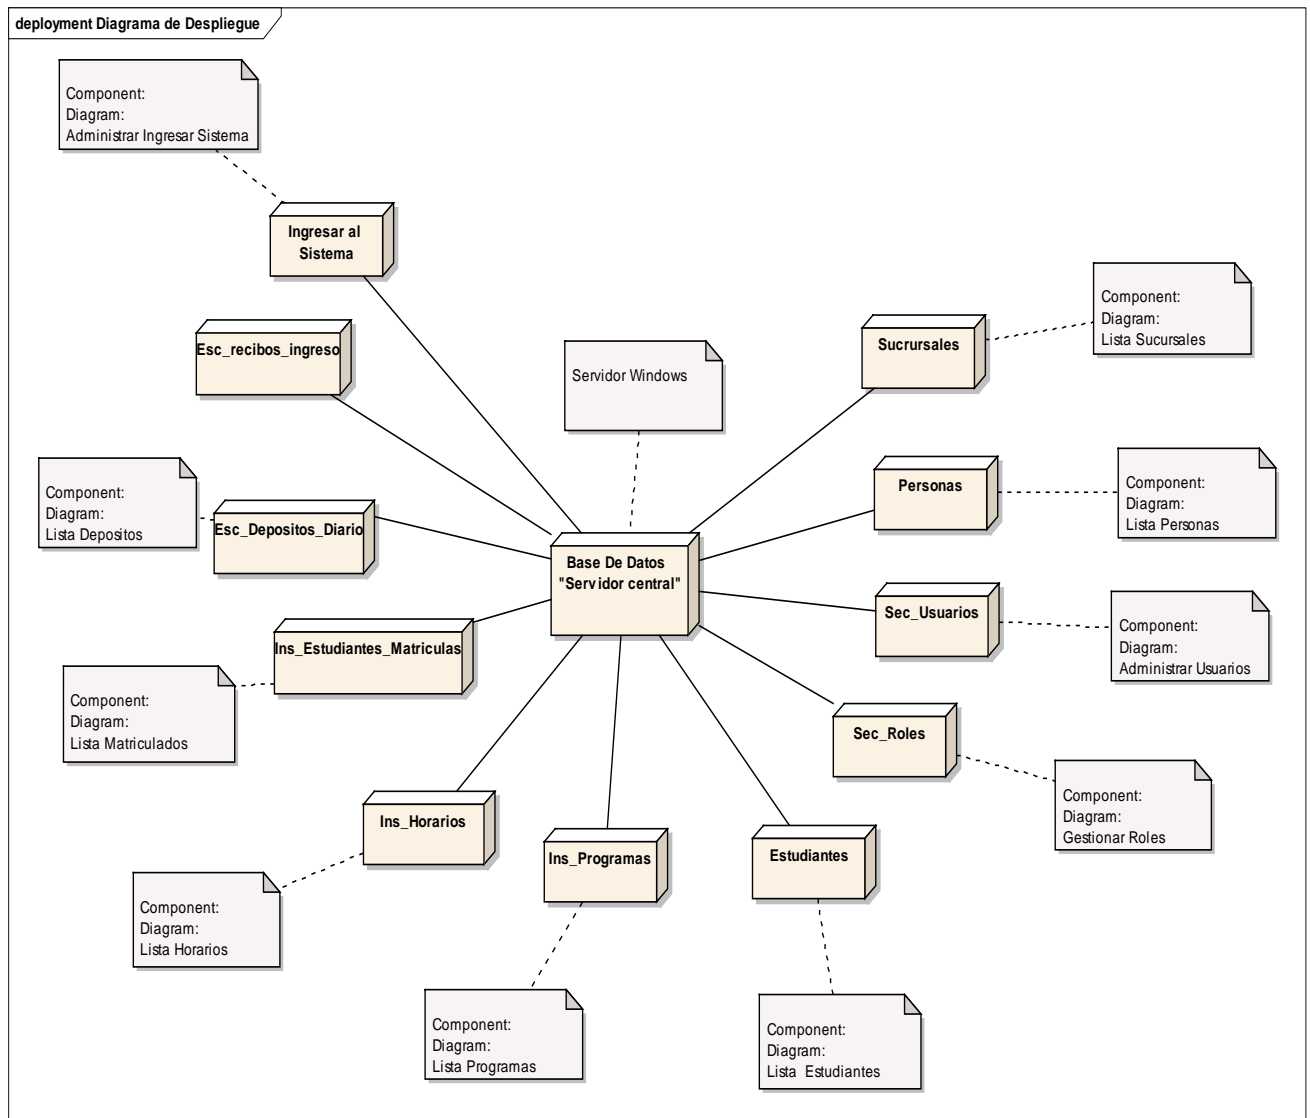 deployment Diagrama de Despliegue
Component:
Diagram:
Administrar Ingresar Sistema
Ingresar al
Sistema
Esc_recibos_ingreso
Servidor Windows
Sucrursales
Component:
Diagram:
Lista Sucursales
Component:
Diagram:
Lista Depositos
Esc_Depositos_Diario
Personas
Component:
Diagram:
Lista Personas
Base De Datos
"Servidor central"
Sec_Usuarios
Component:
Diagram:
Administrar Usuarios
Ins_Estudiantes_Matriculas
Component:
Diagram:
Lista Matriculados
Sec_Roles
Component:
Diagram:
Gestionar Roles
Ins_Horarios
Component:
Diagram:
Lista Horarios
Ins_Programas
Component:
Diagram:
Lista Programas
Estudiantes
Component:
Diagram:
Lista  Estudiantes